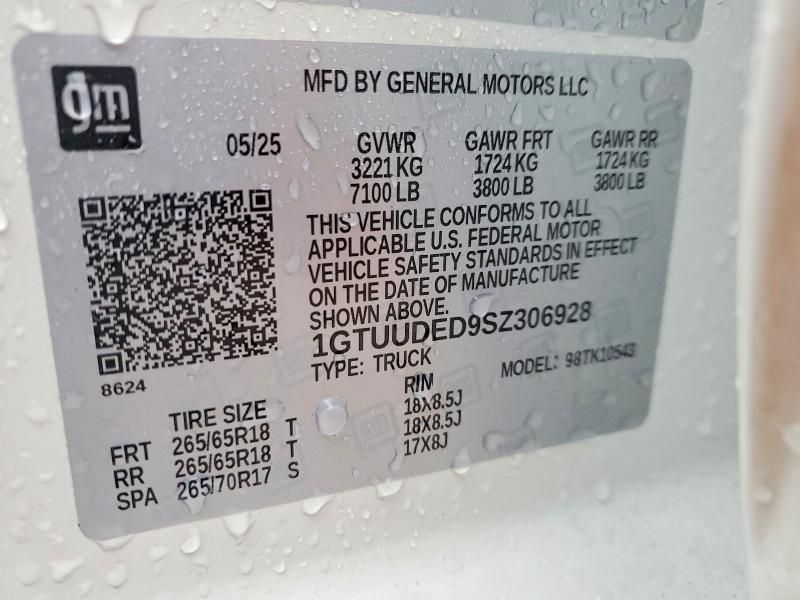 gm
MFD BY GENERAL MOTORS LLC
05/25 GVWR GAWR FRT GAWR RR
3221 KG 1724 KG 1724 KG
7100 LB 3800 LB 3800 LB
THIS VEHICLE CONFORMS TO ALL
APPLICABLE U.S. FEDERAL MOTOR
VEHICLE SAFETY STANDARDS IN EFFECT
ON THE DATE OF MANUFACTURE
SHOWN ABOVE.
1GTUUDED9SZ306928
TYPE: TRUCK MODEL: 98TK10543
8624
TIRE SIZE RIM
FRT 265/65R18 T 18X8.5J
RR 265/65R18 T 18X8.5J
SPA 265/70R17 S 17X8J